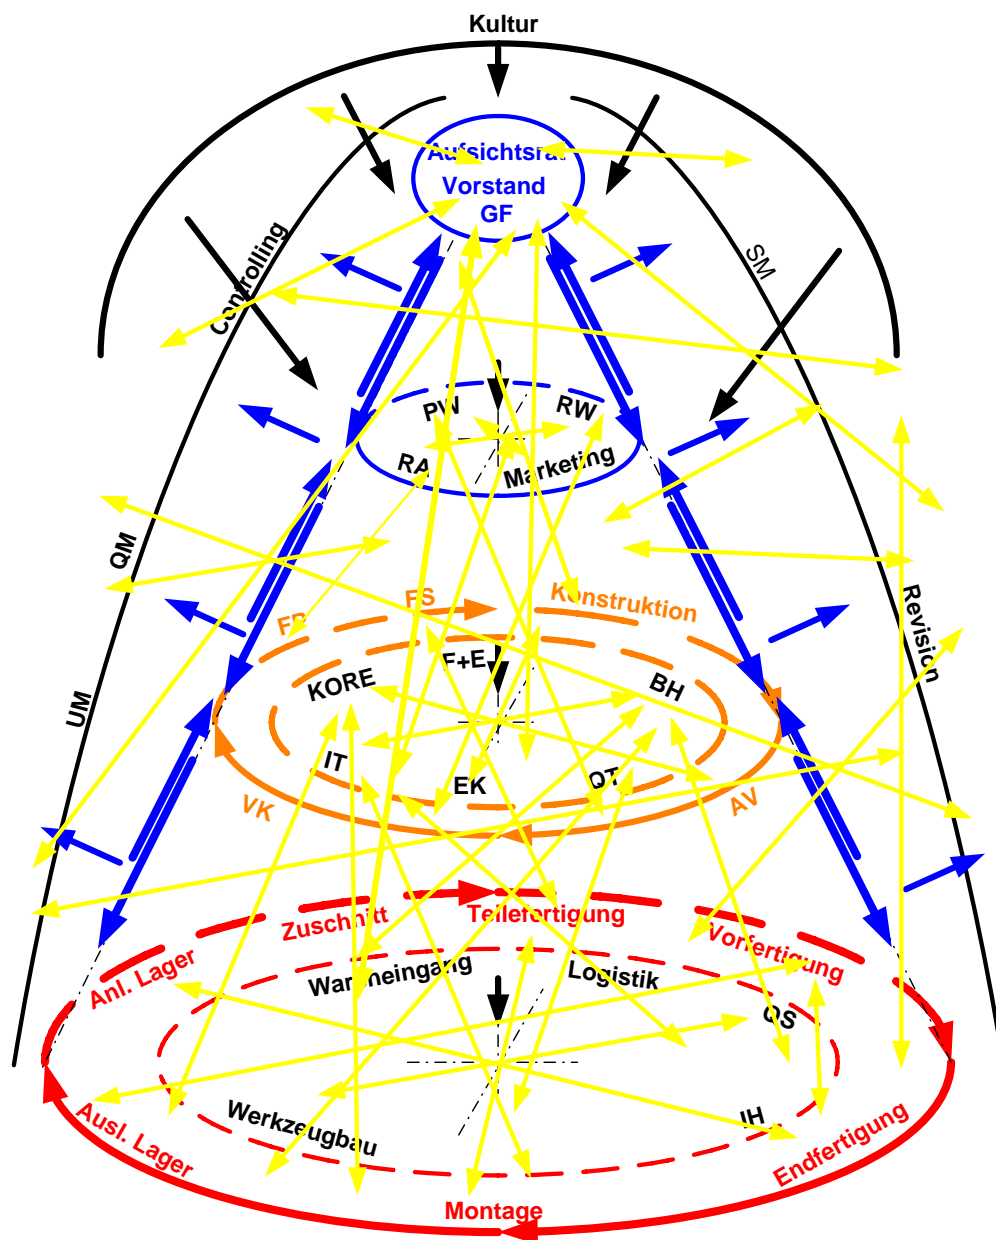 Kultur
Aufsichtsrat
Vorstand
GF
Controlling
SM
PW
RW
RA
Marketing
QM
FS
Konstruktion
FB
Revision
F+E
KORE
BH
UM
IT
EK
QT
VK
AV
Zuschnitt
Teilefertigung
Vorfertigung
Anl. Lager
Wareneingang
Logistik
QS
Werkzeugbau
IH
Ausl. Lager
Endfertigung
Montage